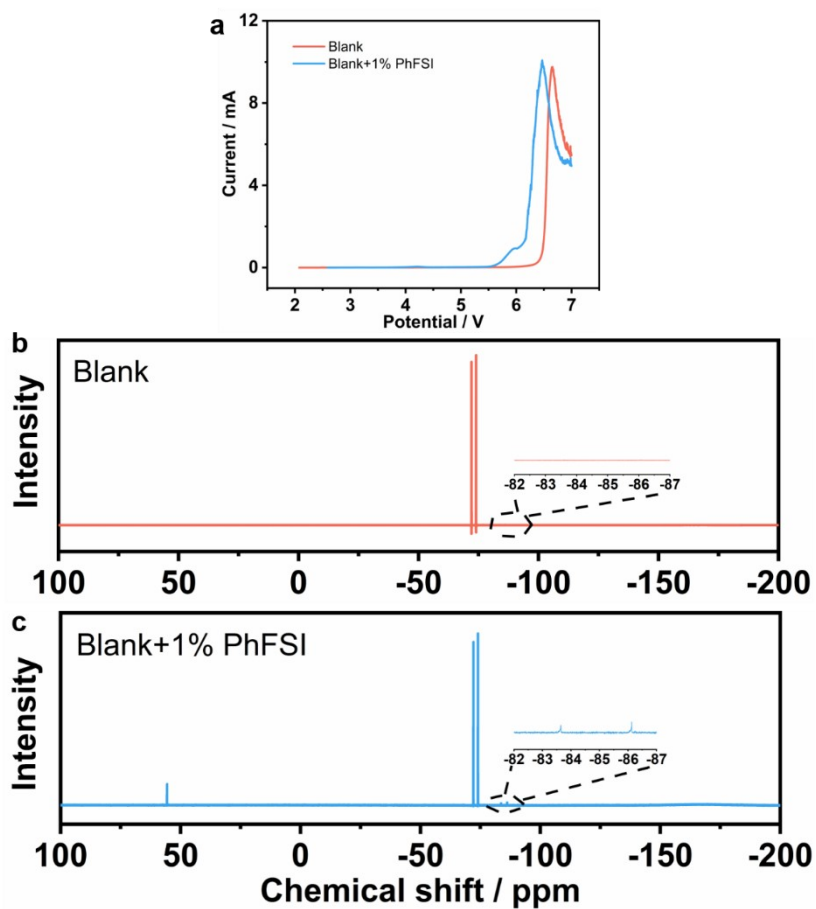 a
Blank
Blank+1% PhFSI
Current / mA
12
8
4
0
2 3 4 5 6 7
Potential / V
b
Blank
Intensity
-82 -83 -84 -85 -86 -87
100 50 0 -50 -100 -150 -200
c
Blank+1% PhFSI
Intensity
-82 -83 -84 -85 -86 -87
100 50 0 -50 -100 -150 -200
Chemical shift / ppm